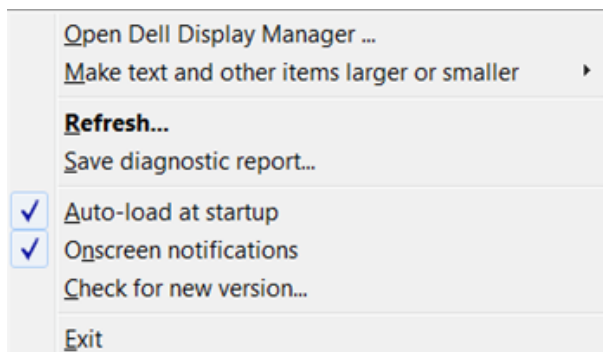 Open Dell Display Manager ...
Make text and other items larger or smaller
Refresh...
Save diagnostic report...
Auto-load at startup
Onscreen notifications
Check for new version...
Exit